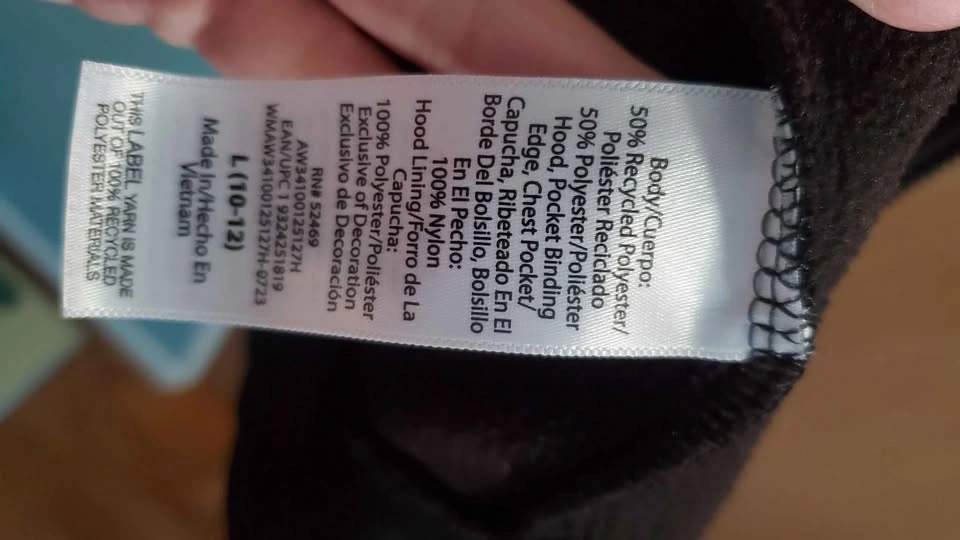 Body/Cuerpo:
50% Recycled Polyester/
Poliéster Reciclado
50% Polyester/Poliéster
Hood, Pocket Binding
Edge, Chest Pocket/
Capucha, Ribeteado En El
Borde Del Bolsillo, Bolsillo
En El Pecho:
100% Nylon
Hood Lining/Forro de La
Capucha:
100% Polyester/Poliéster
Exclusive of Decoration
Exclusivo de Decoración
RN# 52469
AW34100125127H
EAN/UPC 1 9324251819
WMAW34100125127H-0723
L (10-12)
Made In/Hecho En
Vietnam
THIS LABEL YARN IS MADE
OUT OF 100% RECYCLED
POLYESTER MATERIALS